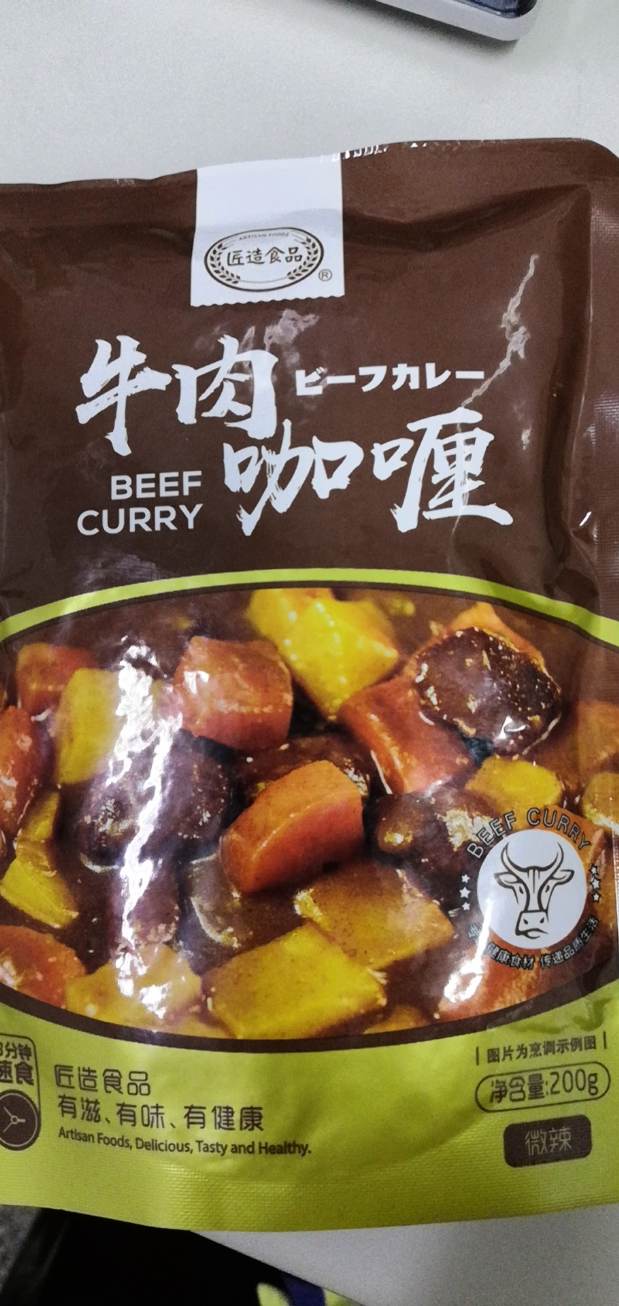 ARTISAN FOODS
匠造食品
®
牛肉 ビーフカレー
咖喱
BEEF
CURRY
BEEF CURRY
健康食材 传递品质生活
分钟
速食
匠造食品
有滋、有味、有健康
Artisan Foods, Delicious, Tasty and Healthy.
图片为烹调示例图
净含量:200g
微辣